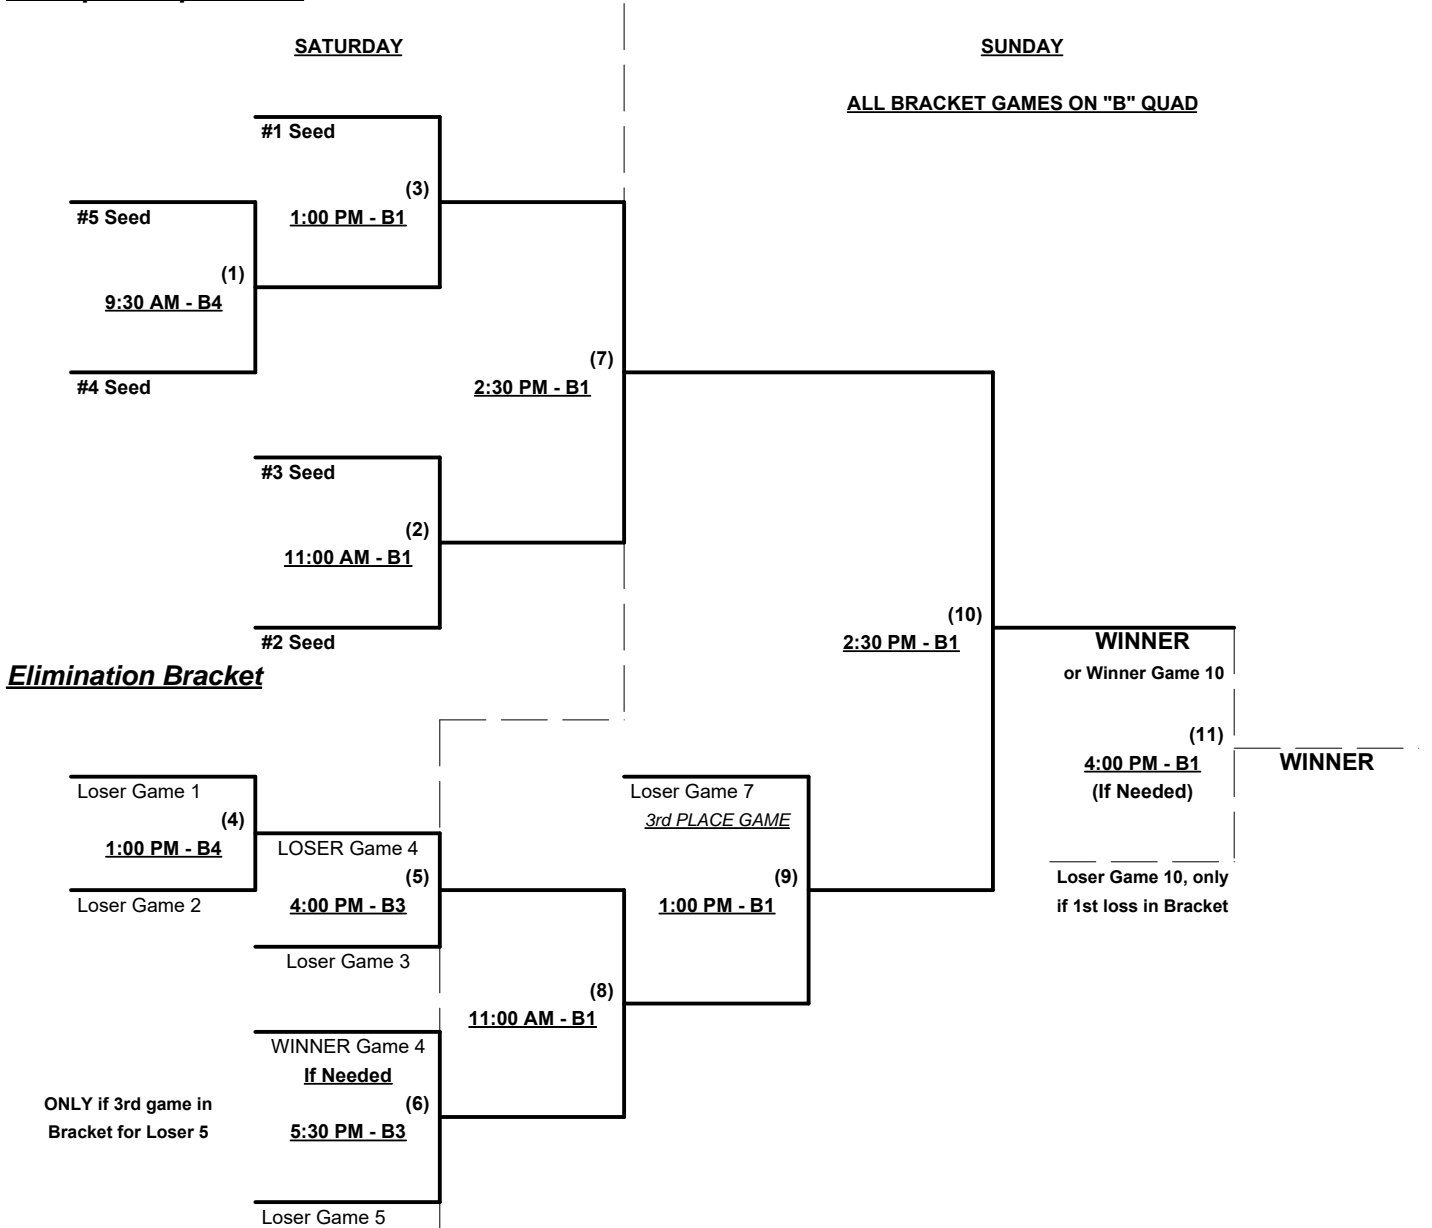 SATURDAY
SUNDAY
ALL BRACKET GAMES ON "B" QUAD
#1 Seed
(3)
1:00 PM - B1
#5 Seed
(1)
9:30 AM - B4
#4 Seed
(7)
2:30 PM - B1
#3 Seed
(2)
11:00 AM - B1
#2 Seed
(10)
2:30 PM - B1
WINNER
or Winner Game 10
(11)
4:00 PM - B1
(If Needed)
WINNER
Loser Game 10, only
if 1st loss in Bracket
Elimination Bracket
Loser Game 1
(4)
1:00 PM - B4
Loser Game 2
LOSER Game 4
(5)
4:00 PM - B3
Loser Game 3
Loser Game 7
3rd PLACE GAME
(9)
1:00 PM - B1
(8)
11:00 AM - B1
WINNER Game 4
If Needed
(6)
5:30 PM - B3
ONLY if 3rd game in
Bracket for Loser 5
Loser Game 5